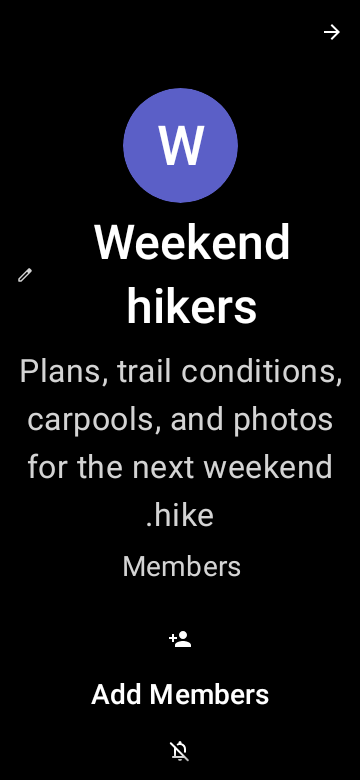 W
Weekend
hikers
Plans, trail conditions,
carpools, and photos
for the next weekend
.hike
Members
Add Members